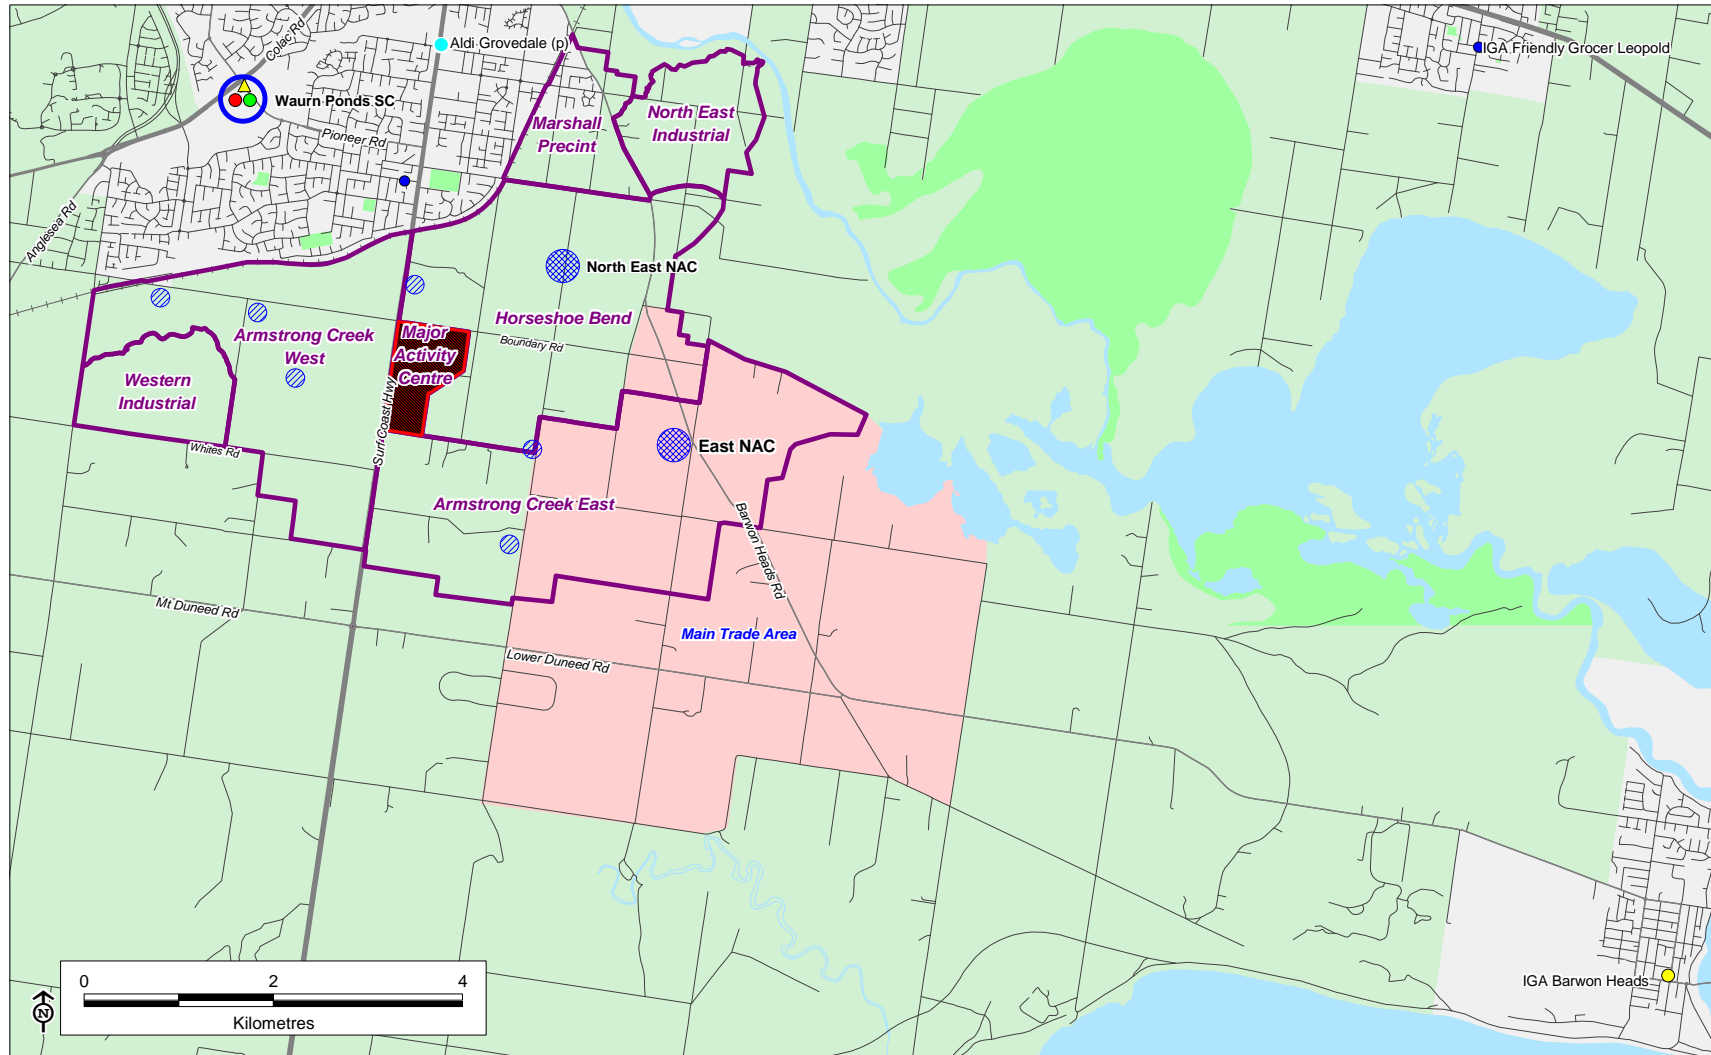 Colac Rd
Aldi Grovedale (p)
IGA Friendly Grocer Leopold
Waurn Ponds SC
Pioneer Rd
Marshall
Precint
North East
Industrial
Anglesea Rd
North East NAC
Horseshoe Bend
Boundary Rd
Armstrong Creek
West
Major
Activity
Centre
Western
Industrial
Surf Coast Hwy
Whites Rd
East NAC
Armstrong Creek East
Barwon Heads Rd
Mt Duneed Rd
Main Trade Area
Lower Duneed Rd
IGA Barwon Heads
0 2 4
Kilometres
N